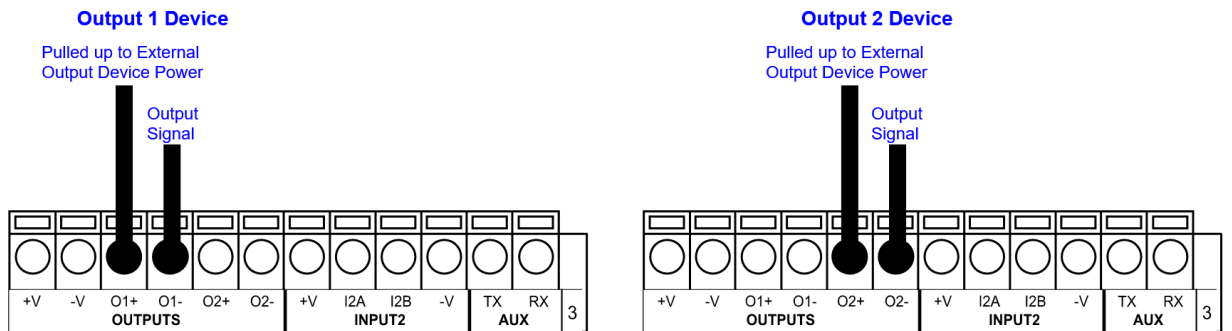 Output 1 Device
Pulled up to External
Output Device Power
Output
Signal
+V -V O1+ O1- O2+ O2- +V I2A I2B -V TX RX
OUTPUTS INPUT2 AUX 3
Output 2 Device
Pulled up to External
Output Device Power
Output
Signal
+V -V O1+ O1- O2+ O2- +V I2A I2B -V TX RX
OUTPUTS INPUT2 AUX 3